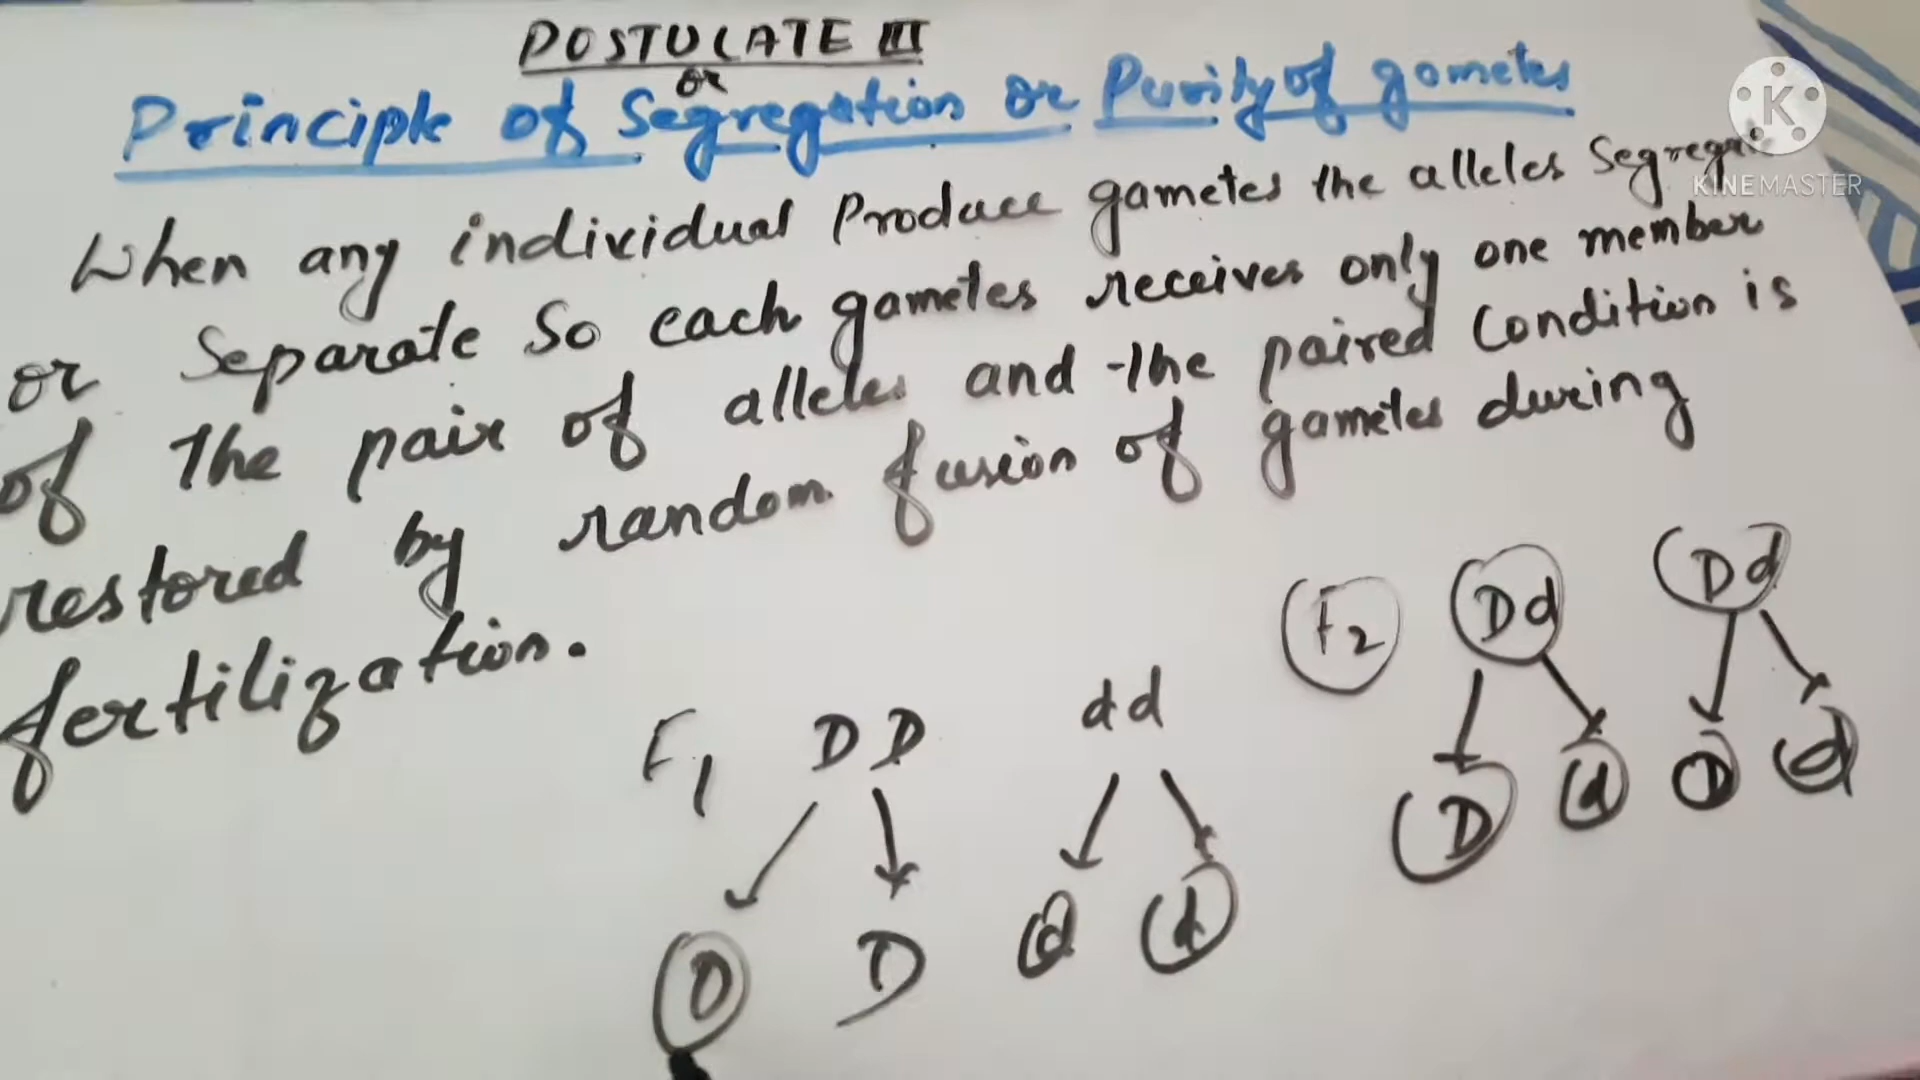 POSTULATE III
or
Principle of Segregation or Purity of gametes
When any individual Produce gametes the alleles Segregate
or Separate So each gametes receives only one member
of The pair of alleles and the paired Condition is
restored by random fusion of gametes during
fertilization.
K
KINEMASTER
F2 Dd Dd
D d D d
F1 DD dd
D D d d